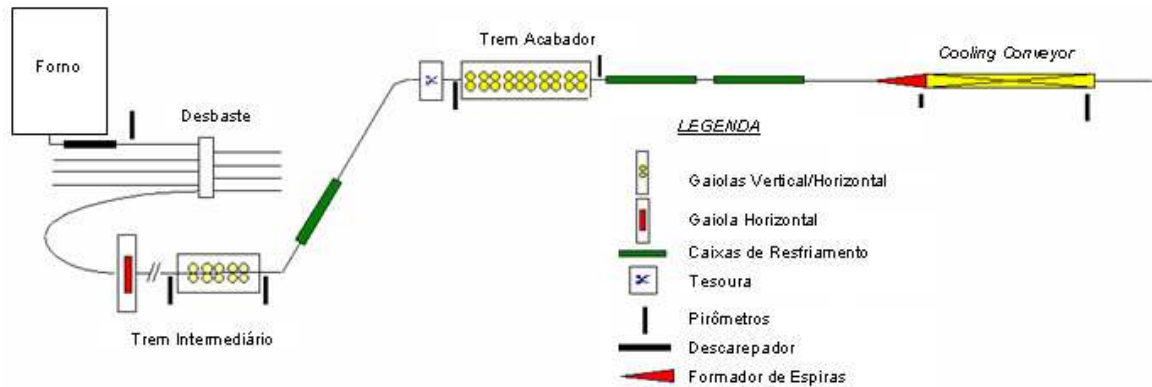 Forno
Desbaste
Trem Intermediário
Trem Acabador
Cooling Conveyor
LEGENDA
Gaiolas Vertical/Horizontal
Gaiola Horizontal
Caixas de Resfriamento
Tesoura
Pirômetros
Descarepador
Formador de Espiras